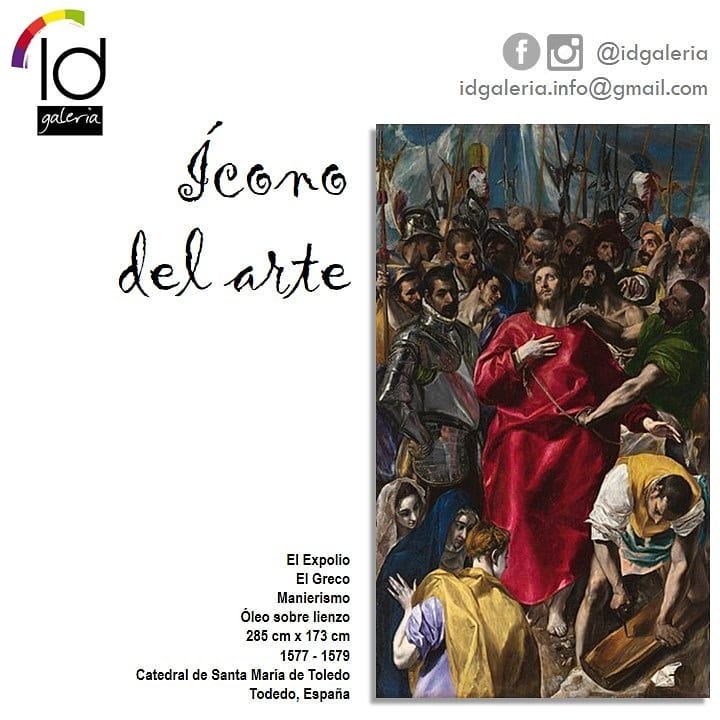 Id
galeria
@idgaleria
idgaleria.info@gmail.com
Ícono
del arte
El Expolio
El Greco
Manierismo
Óleo sobre lienzo
285 cm x 173 cm
1577 - 1579
Catedral de Santa María de Toledo
Todedo, España